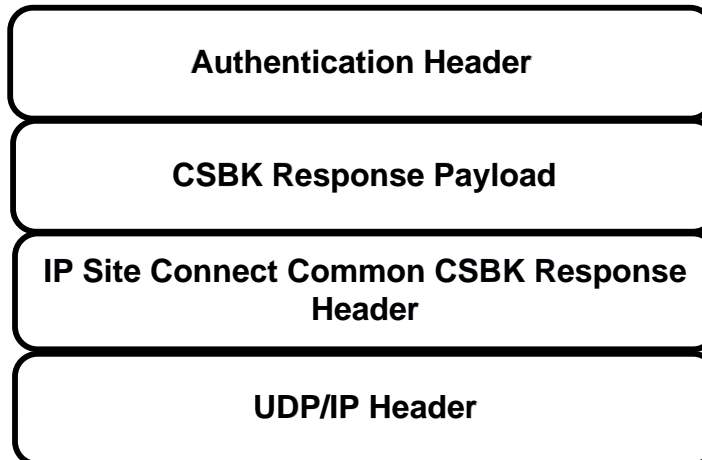 Authentication Header
CSBK Response Payload
IP Site Connect Common CSBK Response
Header
UDP/IP Header